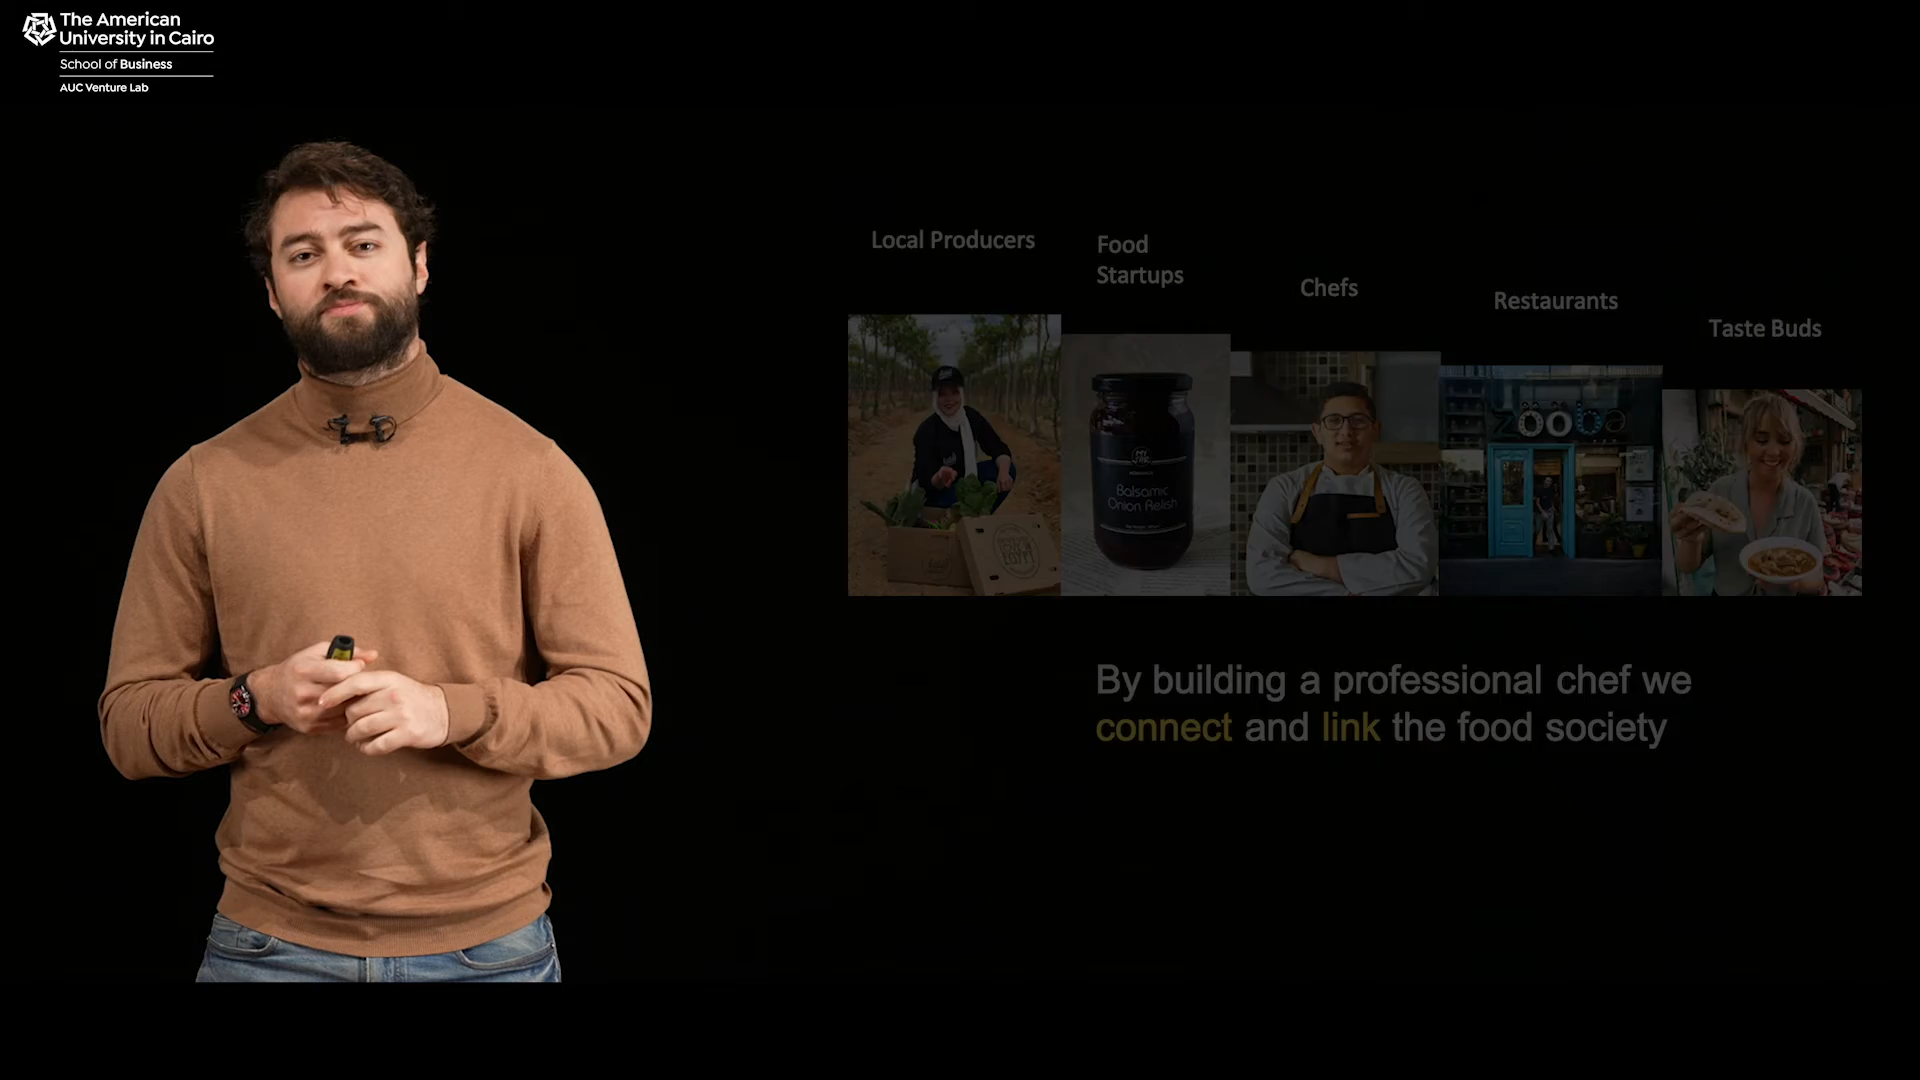 The American
University in Cairo
School of Business
AUC Venture Lab
Local Producers
Food
Startups
Chefs
Restaurants
Taste Buds
zööba
Balsamic
Onion Relish
By building a professional chef we
connect and link the food society